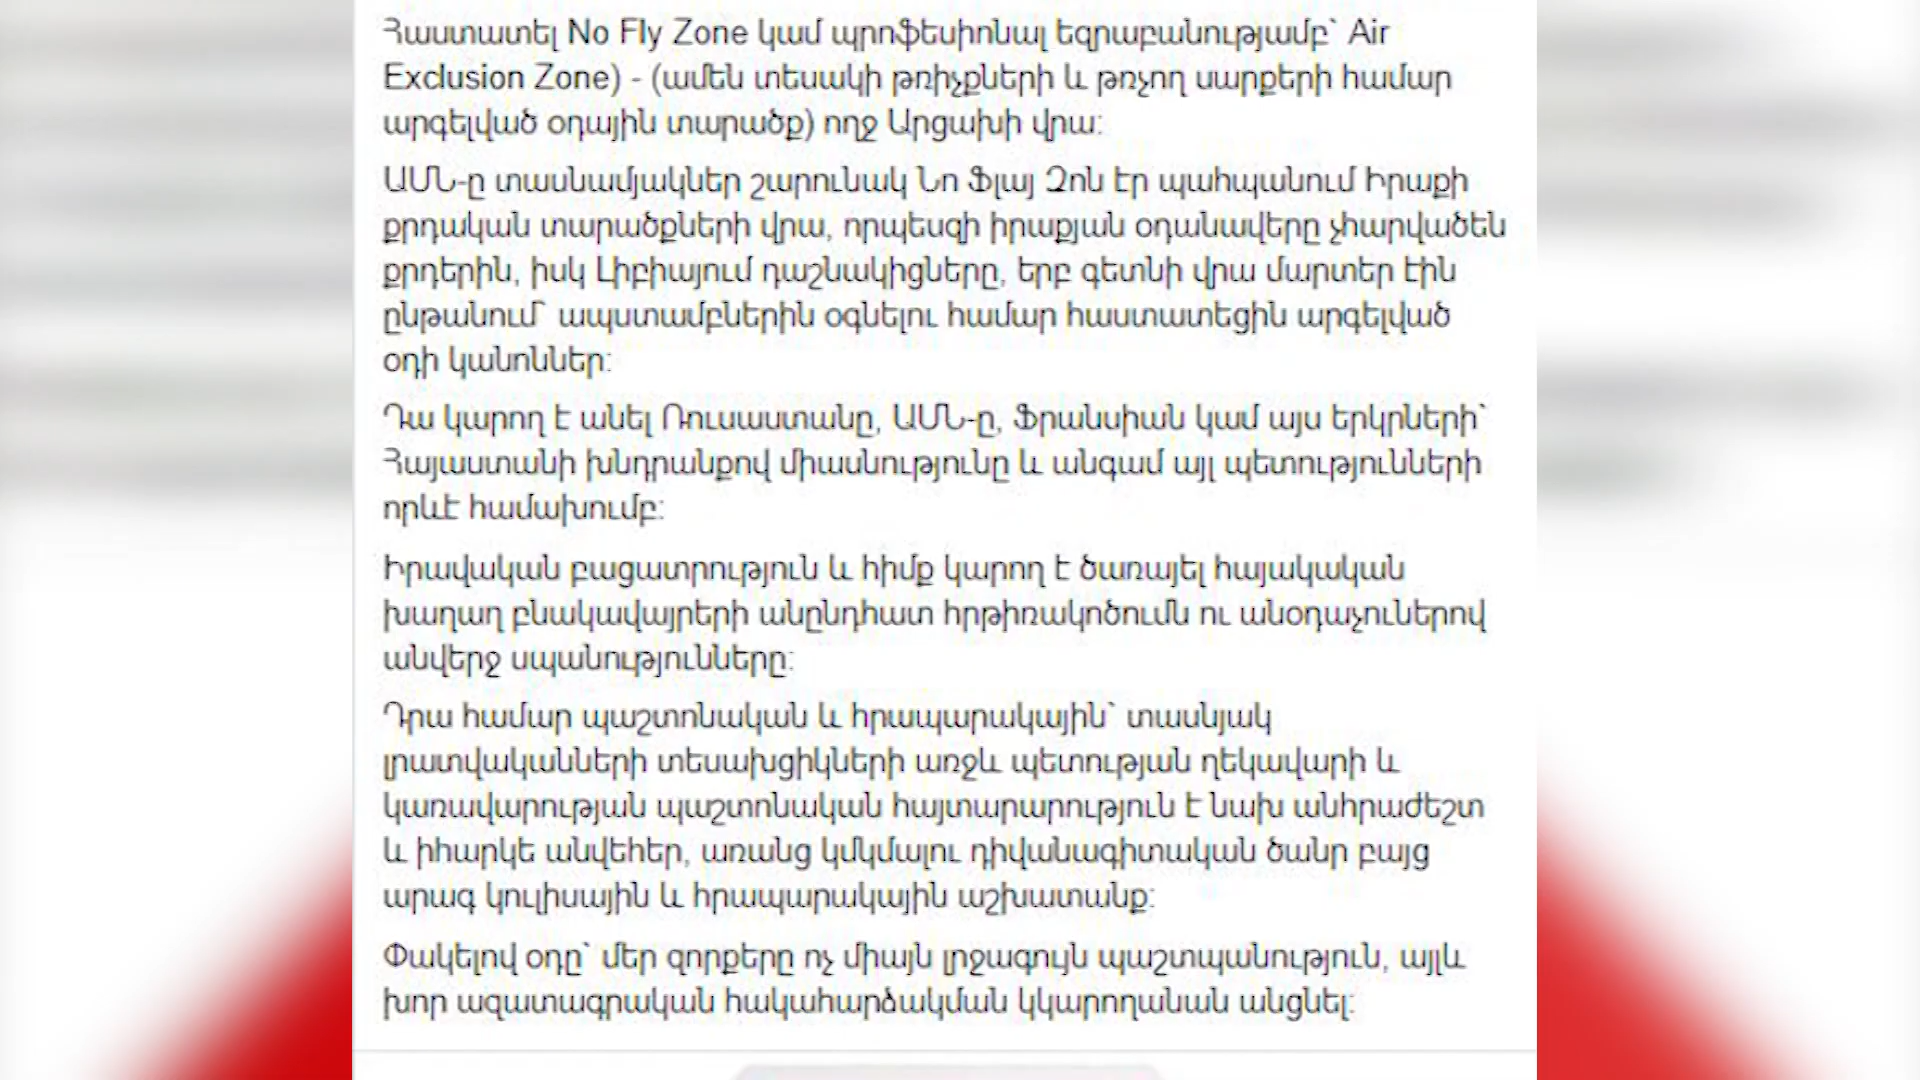 Հաստատել No Fly Zone կամ պրոֆեսիոնալ եզրաբանությամբ՝ Air
Exclusion Zone) - (ամեն տեսակի թռիչքների և թռչող սարքերի համար
արգելված օդային տարածք) ողջ Արցախի վրա:
ԱՄՆ-ը տասնամյակներ շարունակ Նո Ֆլայ Զոն էր պահպանում Իրաքի
քրդական տարածքների վրա, որպեսզի իրաքյան օդանավերը չհարվածեն
քրդերին, իսկ Լիբիայում դաշնակիցները, երբ գետնի վրա մարտեր էին
ընթանում՝ ապստամբներին օգնելու համար հաստատեցին արգելված
օդի կանոններ:
Դա կարող է անել Ռուսաստանը, ԱՄՆ-ը, Ֆրանսիան կամ այս երկրների՝
Հայաստանի խնդրանքով միասնությունը և անգամ այլ պետությունների
որևէ համախումբ:
Իրավական բացատրություն և հիմք կարող է ծառայել հայկական
խաղաղ բնակավայրերի անընդհատ հրթիռակոծումն ու անօդաչուներով
անվերջ սպանությունները:
Դրա համար պաշտոնական և հրապարակային՝ տասնյակ
լրատվականների տեսախցիկների առջև պետության ղեկավարի և
կառավարության պաշտոնական հայտարարություն է նախ անհրաժեշտ
և իհարկե անվեհեր, առանց կմկմալու դիվանագիտական ծանր բայց
արագ կուլիսային և հրապարակային աշխատանք:
Փակելով օդը՝ մեր զորքերը ոչ միայն լրջագույն պաշտպանություն, այլև
խոր ազատագրական հակահարձակման կկարողանան անցնել: